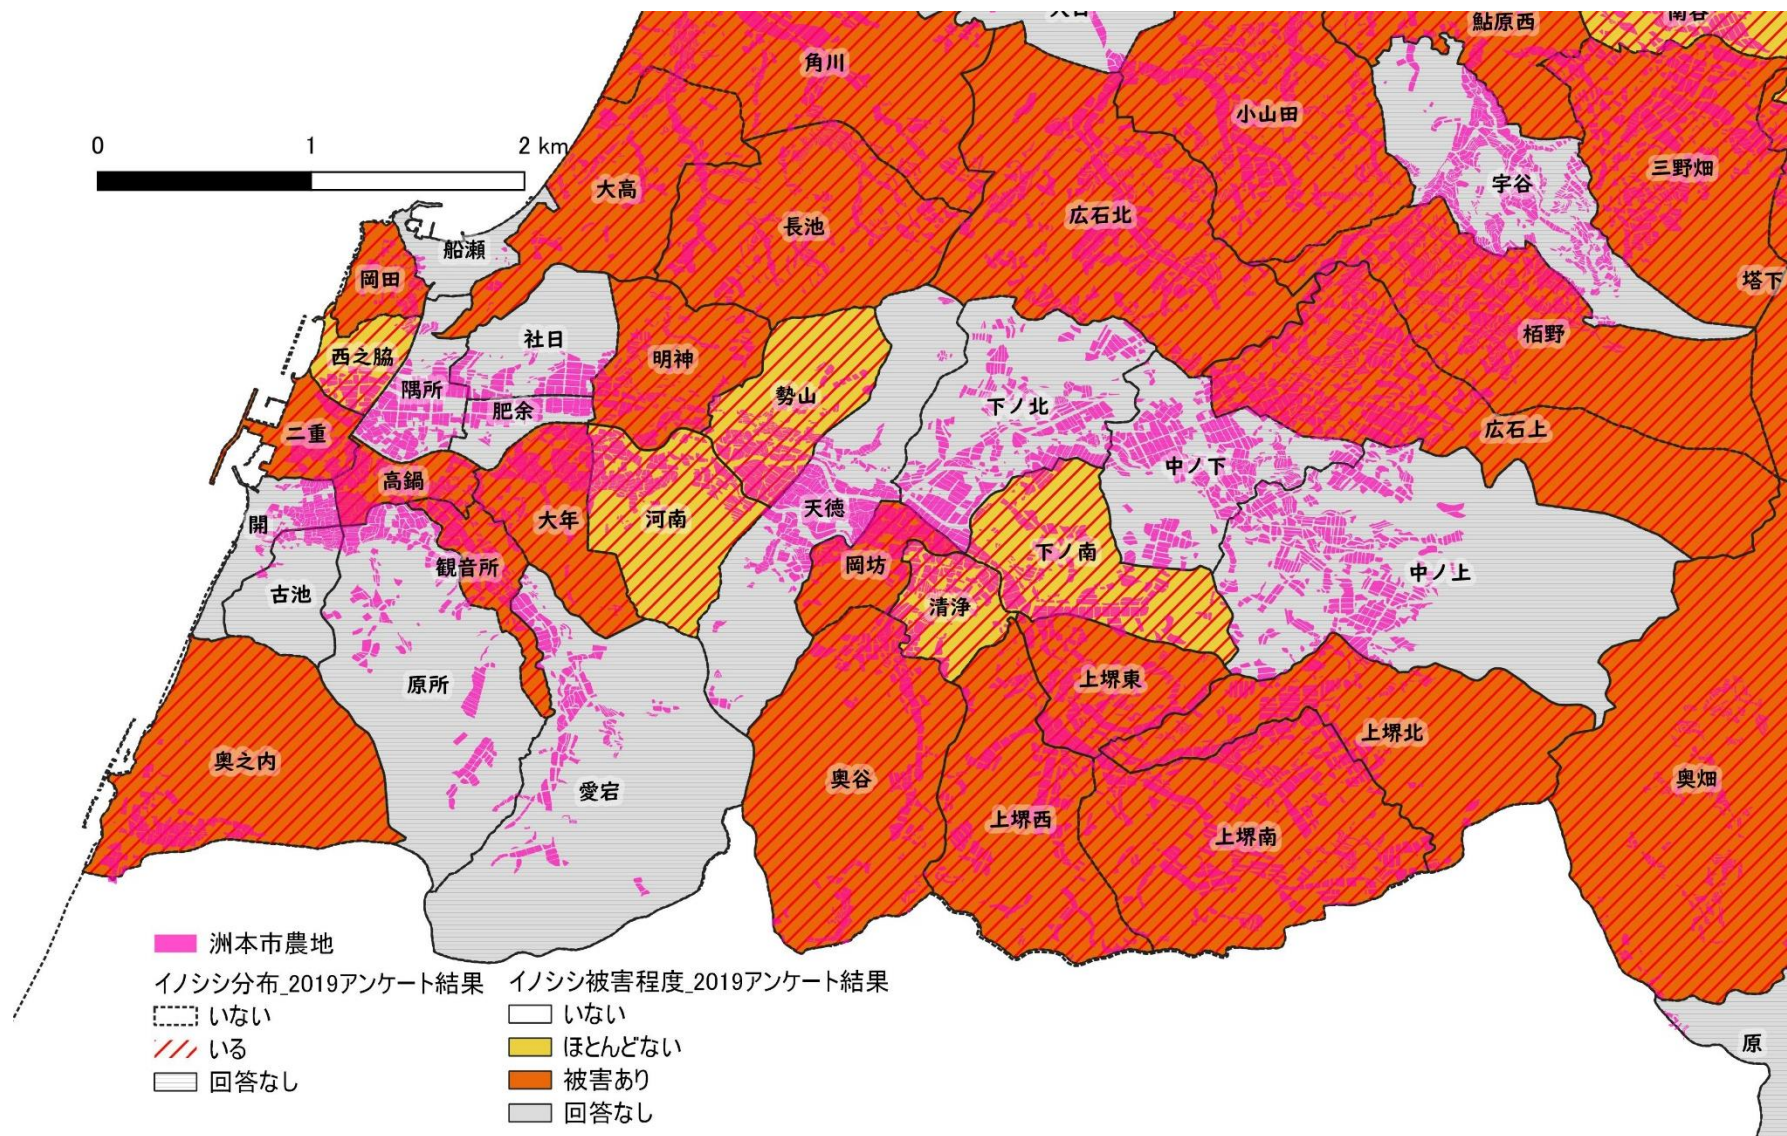 鮎原西
南谷
角川
小山田
0 1 2 km
三野畑
大高
宇谷
広石北
長池
船瀬
岡田
塔下
栢野
社日
西之脇
明神
隅所
勢山
肥余
下ノ北
二重
広石上
中ノ下
高鍋
天徳
開
大年
河南
下ノ南
観音所
岡坊
中ノ上
古池
清浄
原所
上堺東
上堺北
奥之内
奥谷
奥畑
愛宕
上堺西
上堺南
洲本市農地
イノシシ分布_2019アンケート結果
いない
いる
回答なし
イノシシ被害程度_2019アンケート結果
いない
ほとんどない
被害あり
回答なし
原